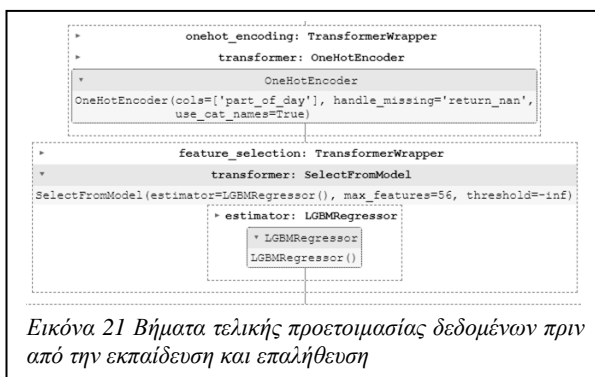 onehot_encoding: TransformerWrapper
transformer: OneHotEncoder
OneHotEncoder
OneHotEncoder(cols=['part_of_day'], handle_missing='return_nan',
use_cat_names=True)
feature_selection: TransformerWrapper
transformer: SelectFromModel
SelectFromModel(estimator=LGBMRegressor(), max_features=56, threshold=-inf)
estimator: LGBMRegressor
LGBMRegressor
LGBMRegressor()
Εικόνα 21 Βήματα τελικής προετοιμασίας δεδομένων πριν
από την εκπαίδευση και επαλήθευση